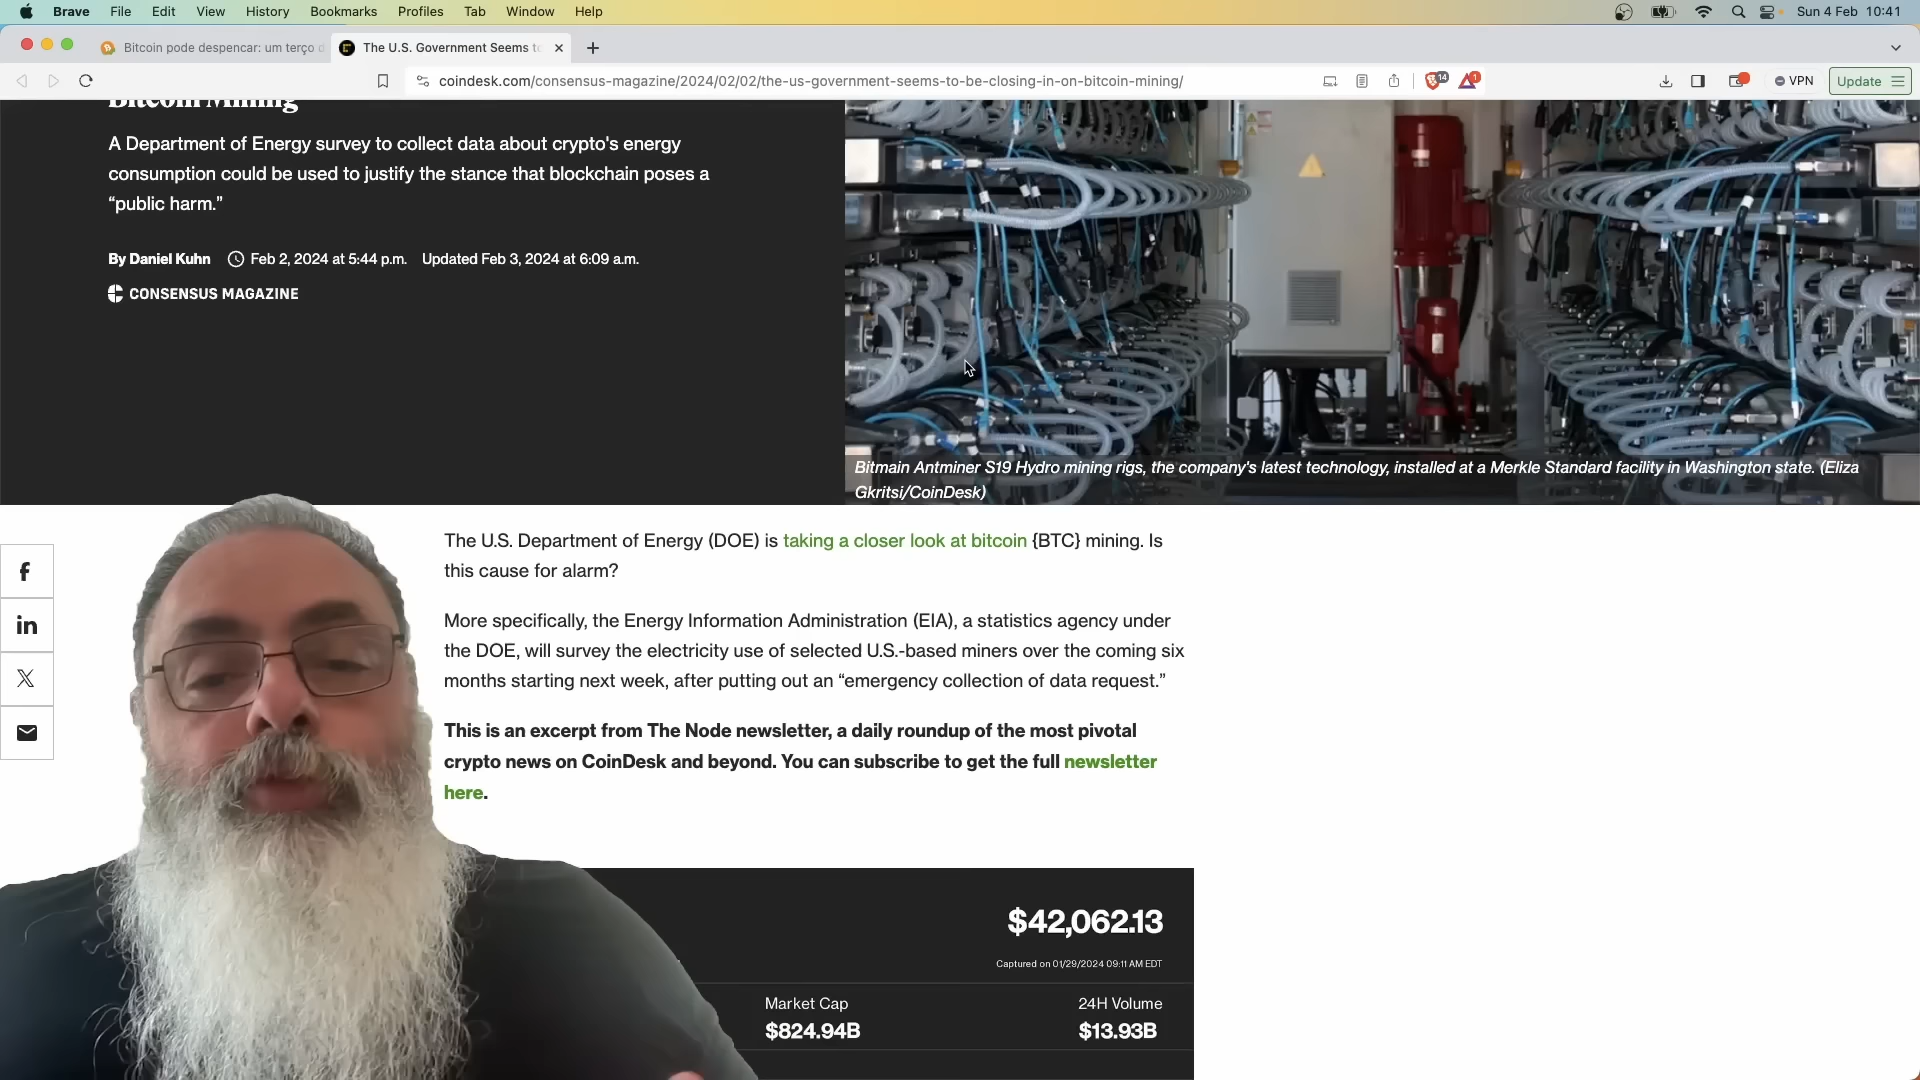 Brave File Edit View History Bookmarks Profiles Tab Window Help Sun 4 Feb 10:41
Bitcoin pode despencar: um terço d The U.S. Government Seems to
coindesk.com/consensus-magazine/2024/02/02/the-us-government-seems-to-be-closing-in-on-bitcoin-mining/ 14 1 VPN Update
Bitcoin Mining
A Department of Energy survey to collect data about crypto's energy
consumption could be used to justify the stance that blockchain poses a
“public harm.”
By Daniel Kuhn Feb 2, 2024 at 5:44 p.m. Updated Feb 3, 2024 at 6:09 a.m.
CONSENSUS MAGAZINE
Bitmain Antminer S19 Hydro mining rigs, the company's latest technology, installed at a Merkle Standard facility in Washington state. (Eliza
Gkritsi/CoinDesk)
The U.S. Department of Energy (DOE) is taking a closer look at bitcoin {BTC} mining. Is
this cause for alarm?
More specifically, the Energy Information Administration (EIA), a statistics agency under
the DOE, will survey the electricity use of selected U.S.-based miners over the coming six
months starting next week, after putting out an “emergency collection of data request.”
This is an excerpt from The Node newsletter, a daily roundup of the most pivotal
crypto news on CoinDesk and beyond. You can subscribe to get the full newsletter
here.
$42,062.13
Captured on 01/29/2024 09:11 AM EDT
Market Cap 24H Volume
$824.94B $13.93B